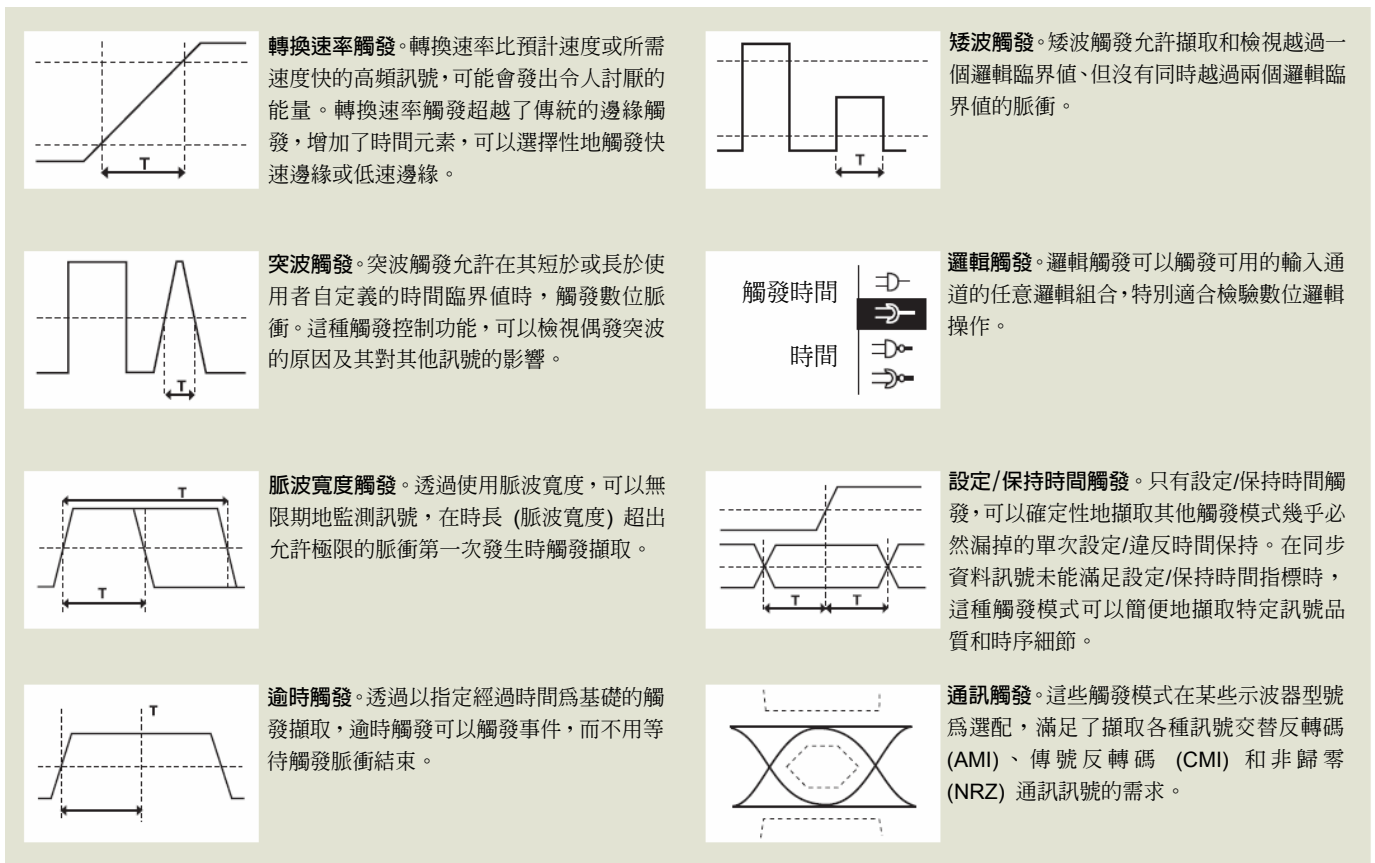 轉換速率觸發。轉換速率比預計速度或所需
速度快的高頻訊號,可能會發出令人討厭的
能量。轉換速率觸發超越了傳統的邊緣觸
發,增加了時間元素,可以選擇性地觸發快
速邊緣或低速邊緣。
T
突波觸發。突波觸發允許在其短於或長於使
用者自定義的時間臨界值時,觸發數位脈
衝。這種觸發控制功能,可以檢視偶發突波
的原因及其對其他訊號的影響。
T
脈波寬度觸發。透過使用脈波寬度,可以無
限期地監測訊號,在時長 (脈波寬度) 超出
允許極限的脈衝第一次發生時觸發擷取。
T
T
逾時觸發。透過以指定經過時間爲基礎的觸
發擷取,逾時觸發可以觸發事件,而不用等
待觸發脈衝結束。
T
矮波觸發。矮波觸發允許擷取和檢視越過一
個邏輯臨界值、但沒有同時越過兩個邏輯臨
界值的脈衝。
T
觸發時間
時間
邏輯觸發。邏輯觸發可以觸發可用的輸入通
道的任意邏輯組合,特別適合檢驗數位邏輯
操作。
設定/保持時間觸發。只有設定/保持時間觸
發,可以確定性地擷取其他觸發模式幾乎必
然漏掉的單次設定/違反時間保持。在同步
資料訊號未能滿足設定/保持時間指標時,
這種觸發模式可以簡便地擷取特定訊號品
質和時序細節。
T T
通訊觸發。這些觸發模式在某些示波器型號
爲選配,滿足了擷取各種訊號交替反轉碼
(AMI)、傳號反轉碼 (CMI) 和非歸零
(NRZ) 通訊訊號的需求。